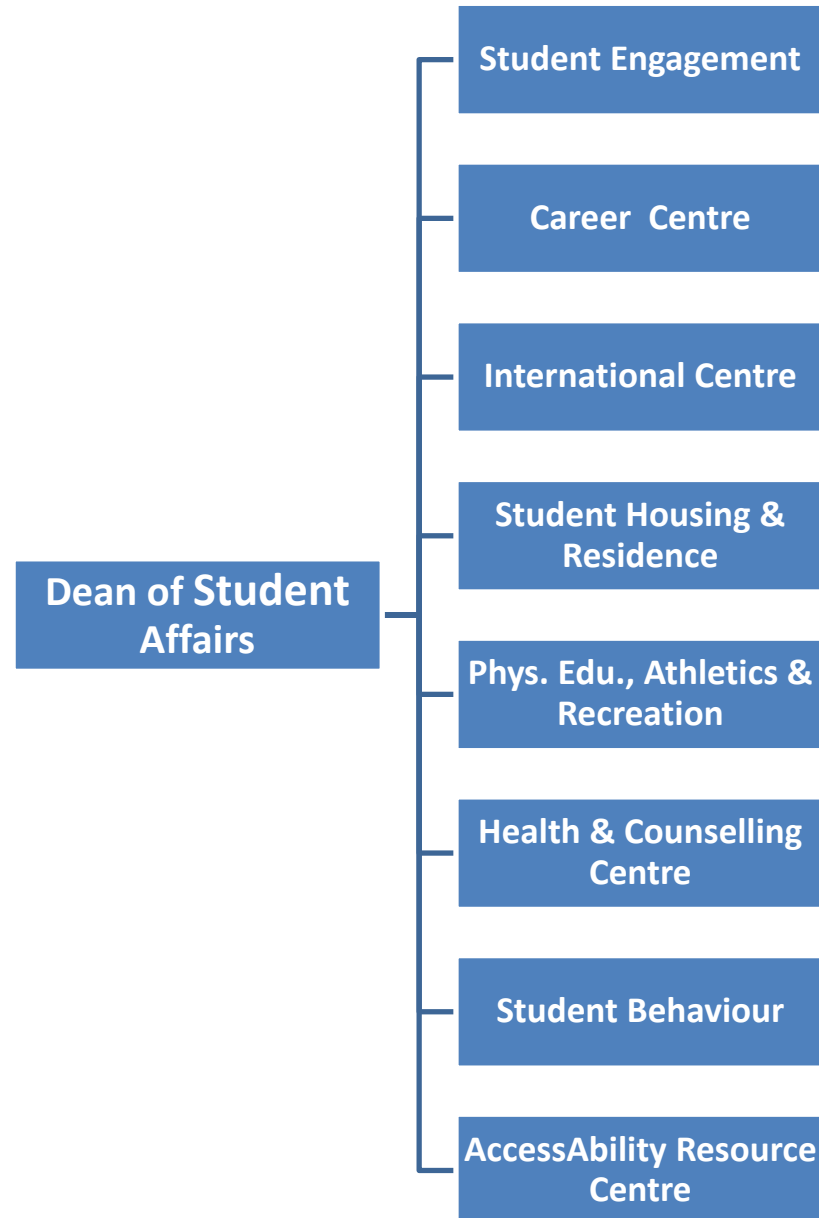 Student Engagement
Career Centre
International Centre
Student Housing &
Residence
Dean of Student
Affairs
Phys. Edu., Athletics &
Recreation
Health & Counselling
Centre
Student Behaviour
AccessAbility Resource
Centre